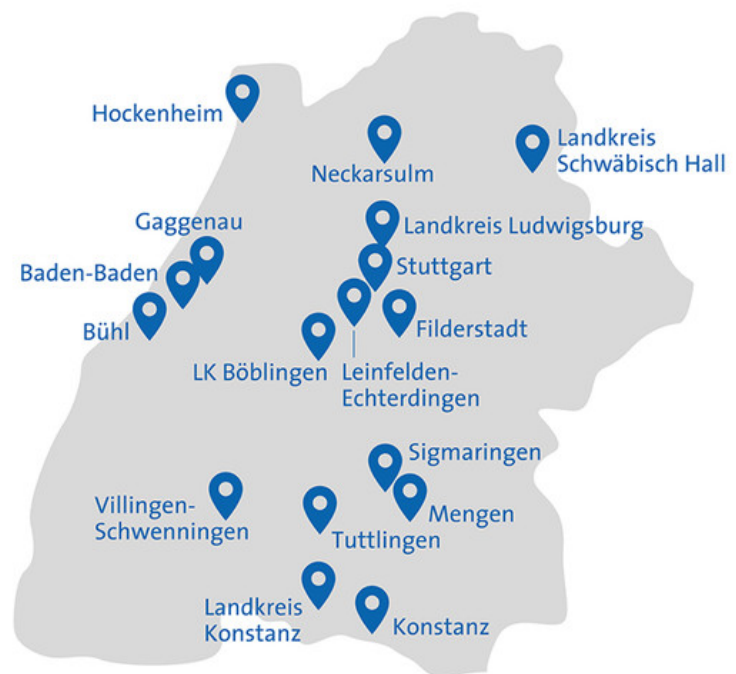 Hockenheim
Neckarsulm
Landkreis
Schwäbisch Hall
Gaggenau
Landkreis Ludwigsburg
Baden-Baden
Stuttgart
Bühl
Filderstadt
LK Böblingen
Leinfelden-
Echterdingen
Sigmaringen
Villingen-
Schwenningen
Mengen
Tuttlingen
Landkreis
Konstanz
Konstanz